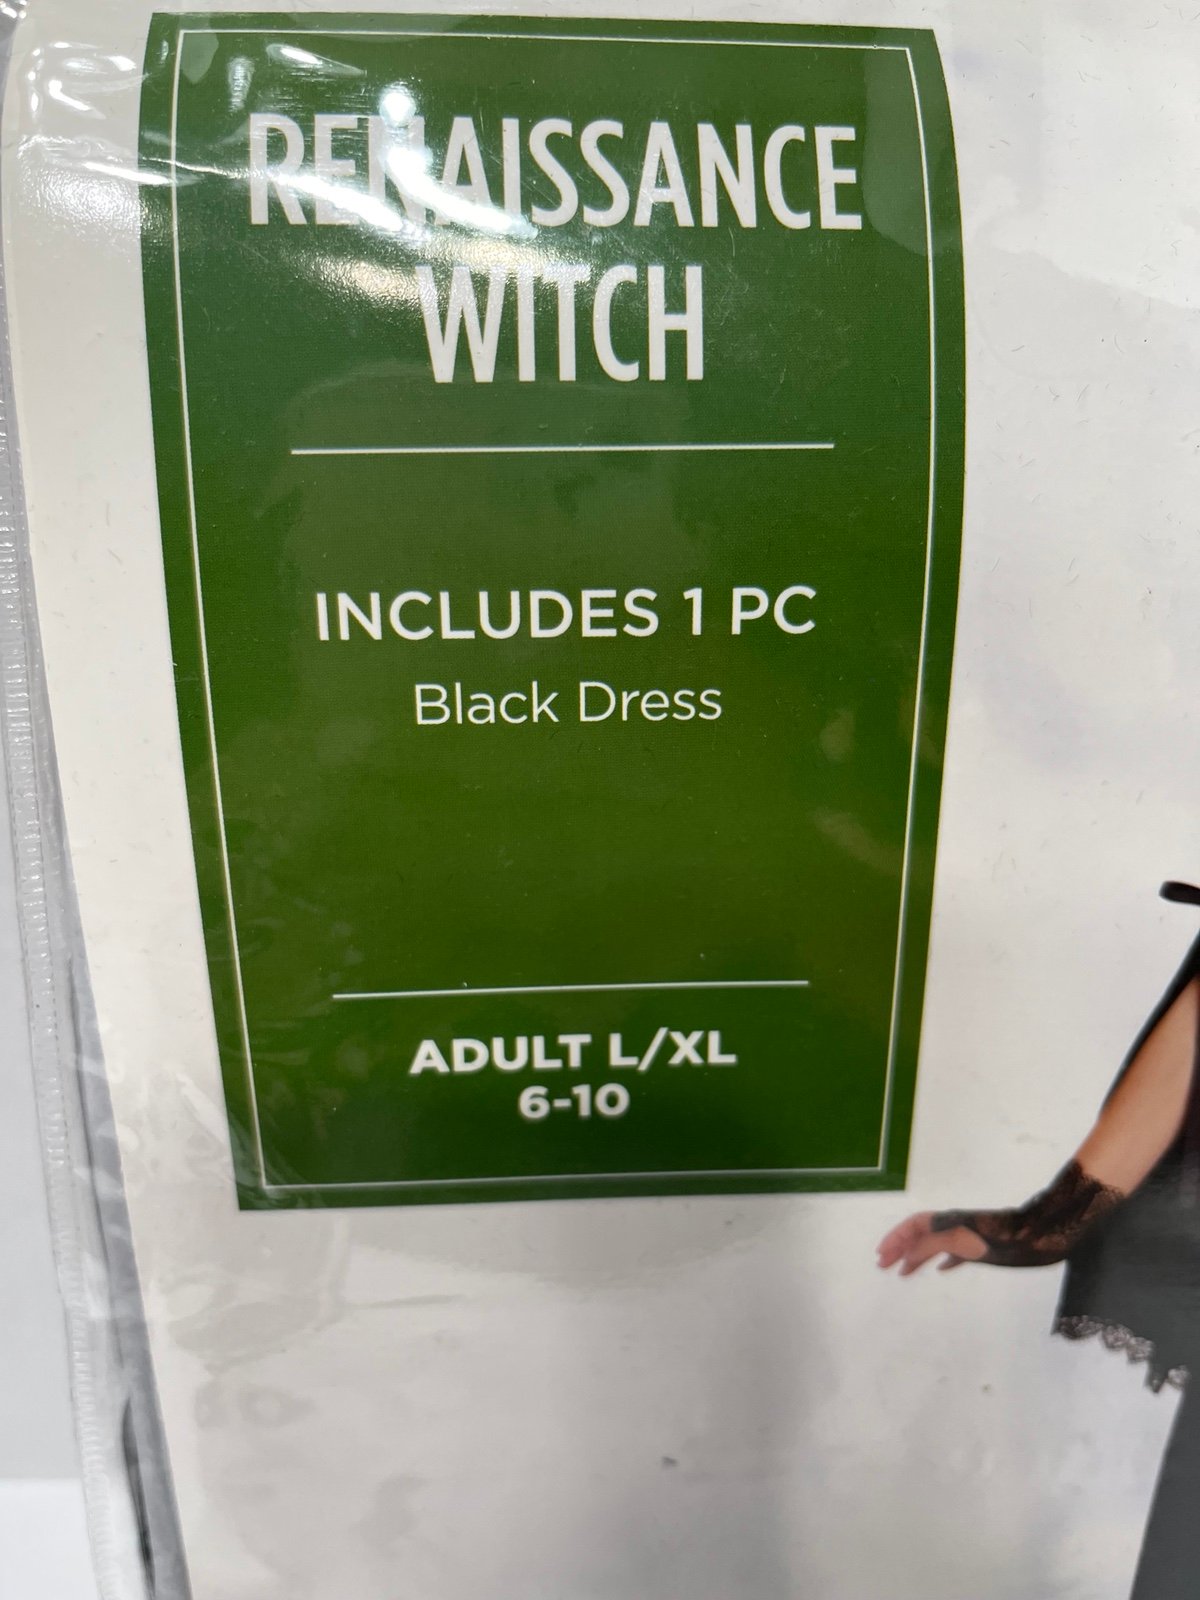 RENAISSANCE
WITCH
INCLUDES 1 PC
Black Dress
ADULT L/XL
6-10